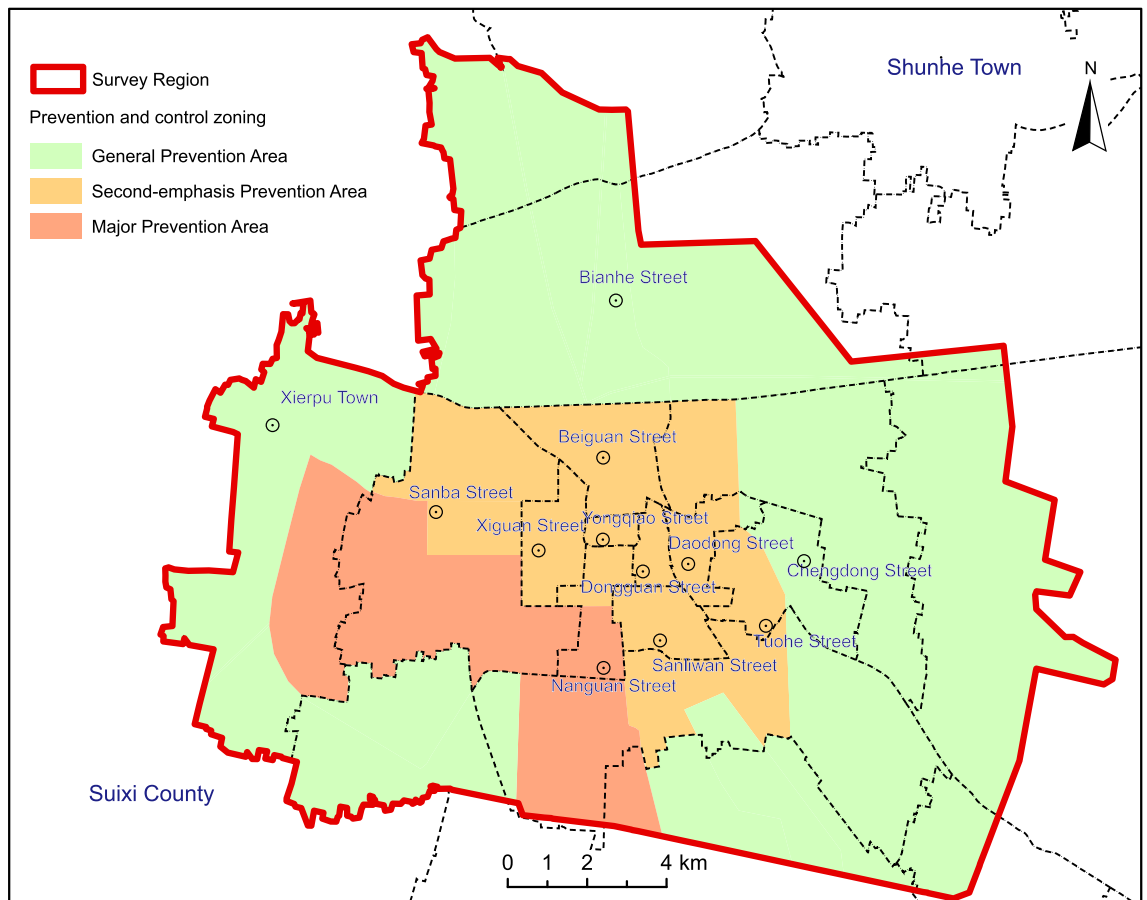 Shunhe Town
N
Survey Region
Prevention and control zoning
General Prevention Area
Second-emphasis Prevention Area
Major Prevention Area
Bianhe Street
Xierpu Town
Beiguan Street
Sanba Street
Xiguan Street
Yongqiao Street
Daodong Street
Chengdong Street
Dongguan Street
Tuohe Street
Sanliwan Street
Nanguan Street
Suixi County
0 1 2 4 km